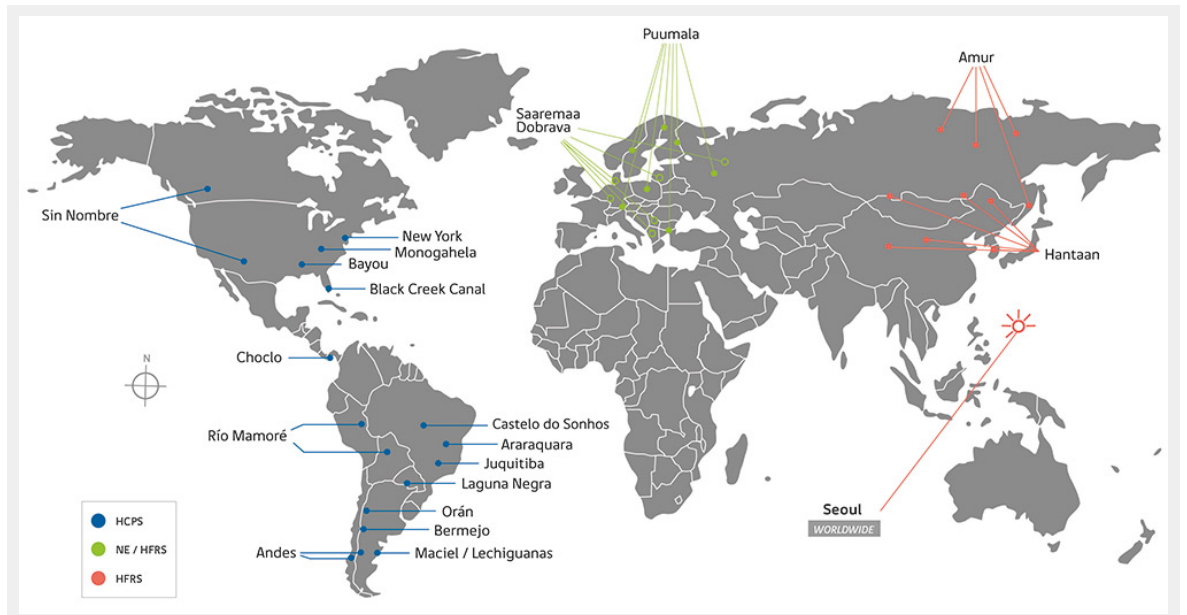 Puumala
Amur
Saaremaa
Dobrava
Sin Nombre
New York
Monogahela
Bayou
Hantaan
Black Creek Canal
N
Choclo
Castelo do Sonhos
Río Mamoré
Araraquara
Juquitiba
Laguna Negra
Orán
Seoul
WORLDWIDE
Bermejo
Andes
Maciel / Lechiguanas
HCPS
NE / HFRS
HFRS